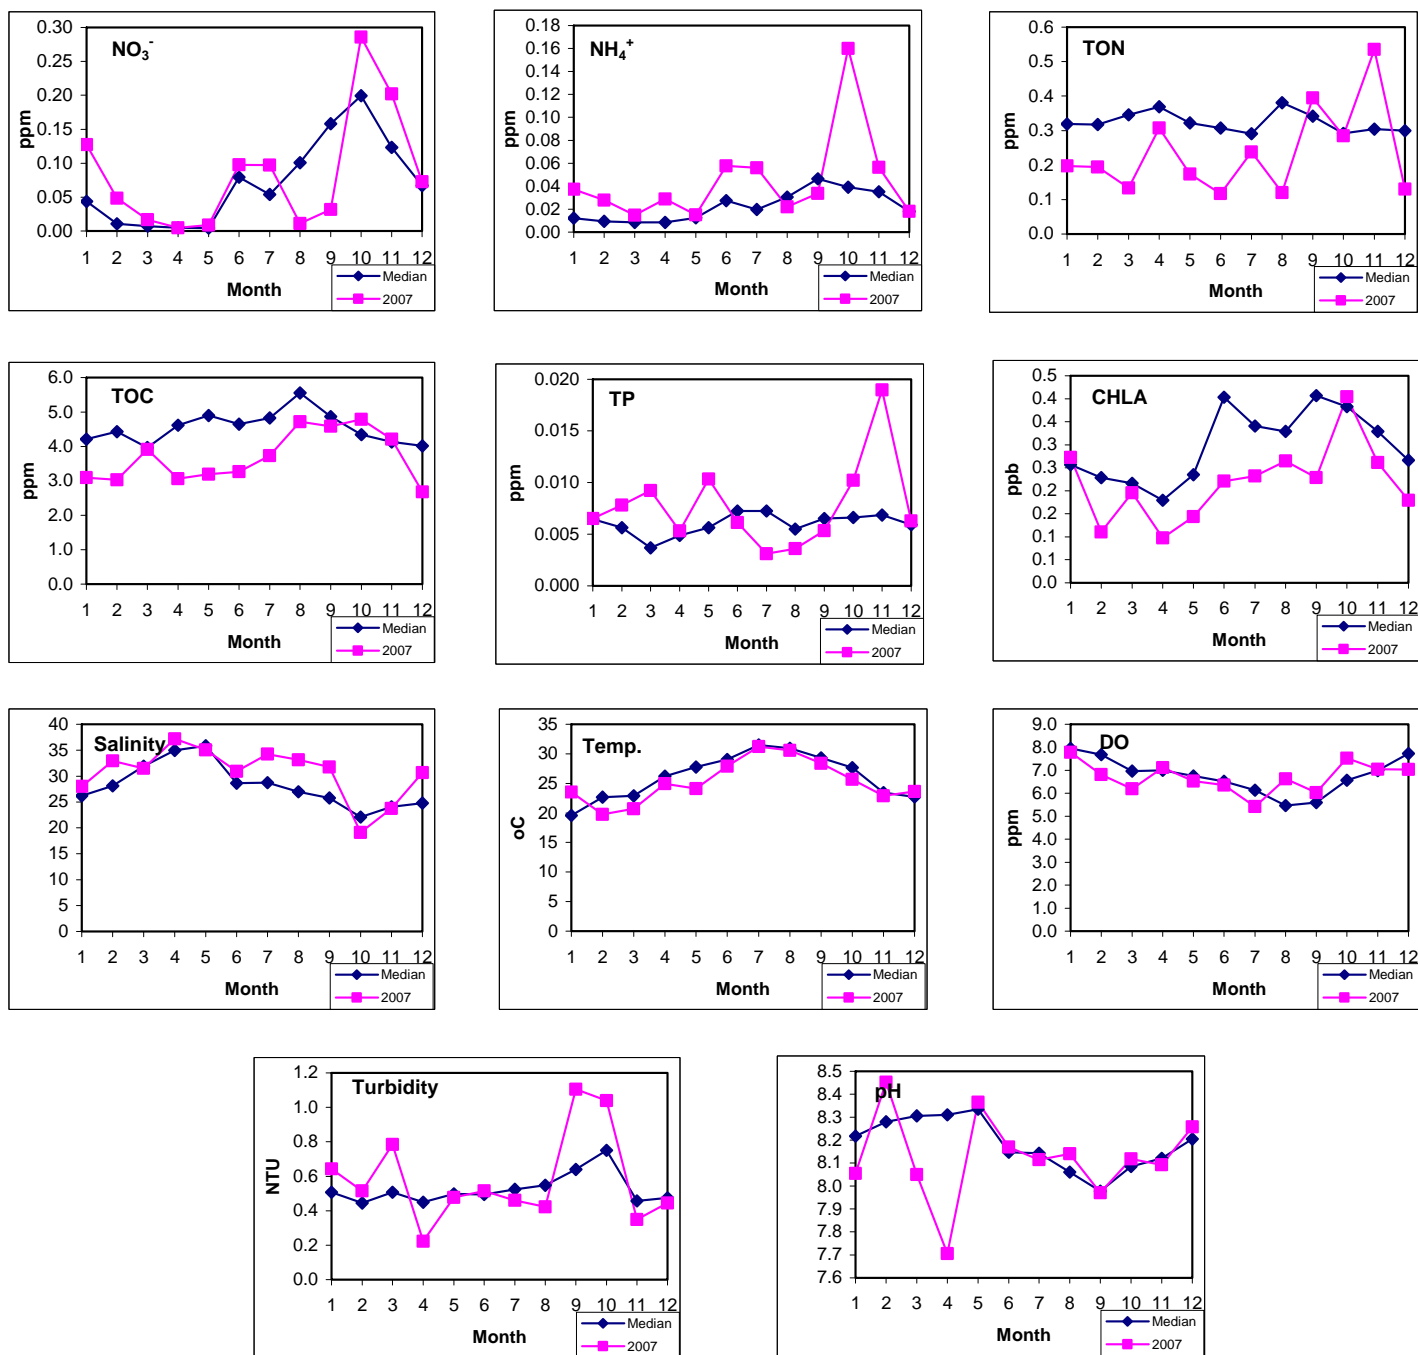 NO3-
0.30
0.25
0.20
0.15
0.10
0.05
0.00
ppm
1 2 3 4 5 6 7 8 9 10 11 12
Month
Median
2007
NH4+
0.18
0.16
0.14
0.12
0.10
0.08
0.06
0.04
0.02
0.00
ppm
1 2 3 4 5 6 7 8 9 10 11 12
Month
Median
2007
TON
0.6
0.5
0.4
0.3
0.2
0.1
0.0
ppm
1 2 3 4 5 6 7 8 9 10 11 12
Month
Median
2007
TOC
6.0
5.0
4.0
3.0
2.0
1.0
0.0
ppm
1 2 3 4 5 6 7 8 9 10 11 12
Month
Median
2007
TP
0.020
0.015
0.010
0.005
0.000
ppm
1 2 3 4 5 6 7 8 9 10 11 12
Month
Median
2007
CHLA
0.5
0.4
0.4
0.3
0.3
0.2
0.2
0.1
0.1
0.0
ppb
1 2 3 4 5 6 7 8 9 10 11 12
Month
Median
2007
Salinity
40
35
30
25
20
15
10
5
0
1 2 3 4 5 6 7 8 9 10 11 12
Month
Median
2007
Temp.
35
30
25
20
15
10
5
0
oC
1 2 3 4 5 6 7 8 9 10 11 12
Month
Median
2007
DO
9.0
8.0
7.0
6.0
5.0
4.0
3.0
2.0
1.0
0.0
ppm
1 2 3 4 5 6 7 8 9 10 11 12
Month
Median
2007
Turbidity
1.2
1.0
0.8
0.6
0.4
0.2
0.0
NTU
1 2 3 4 5 6 7 8 9 10 11 12
Month
Median
2007
pH
8.5
8.4
8.3
8.2
8.1
8.0
7.9
7.8
7.7
7.6
1 2 3 4 5 6 7 8 9 10 11 12
Month
Median
2007